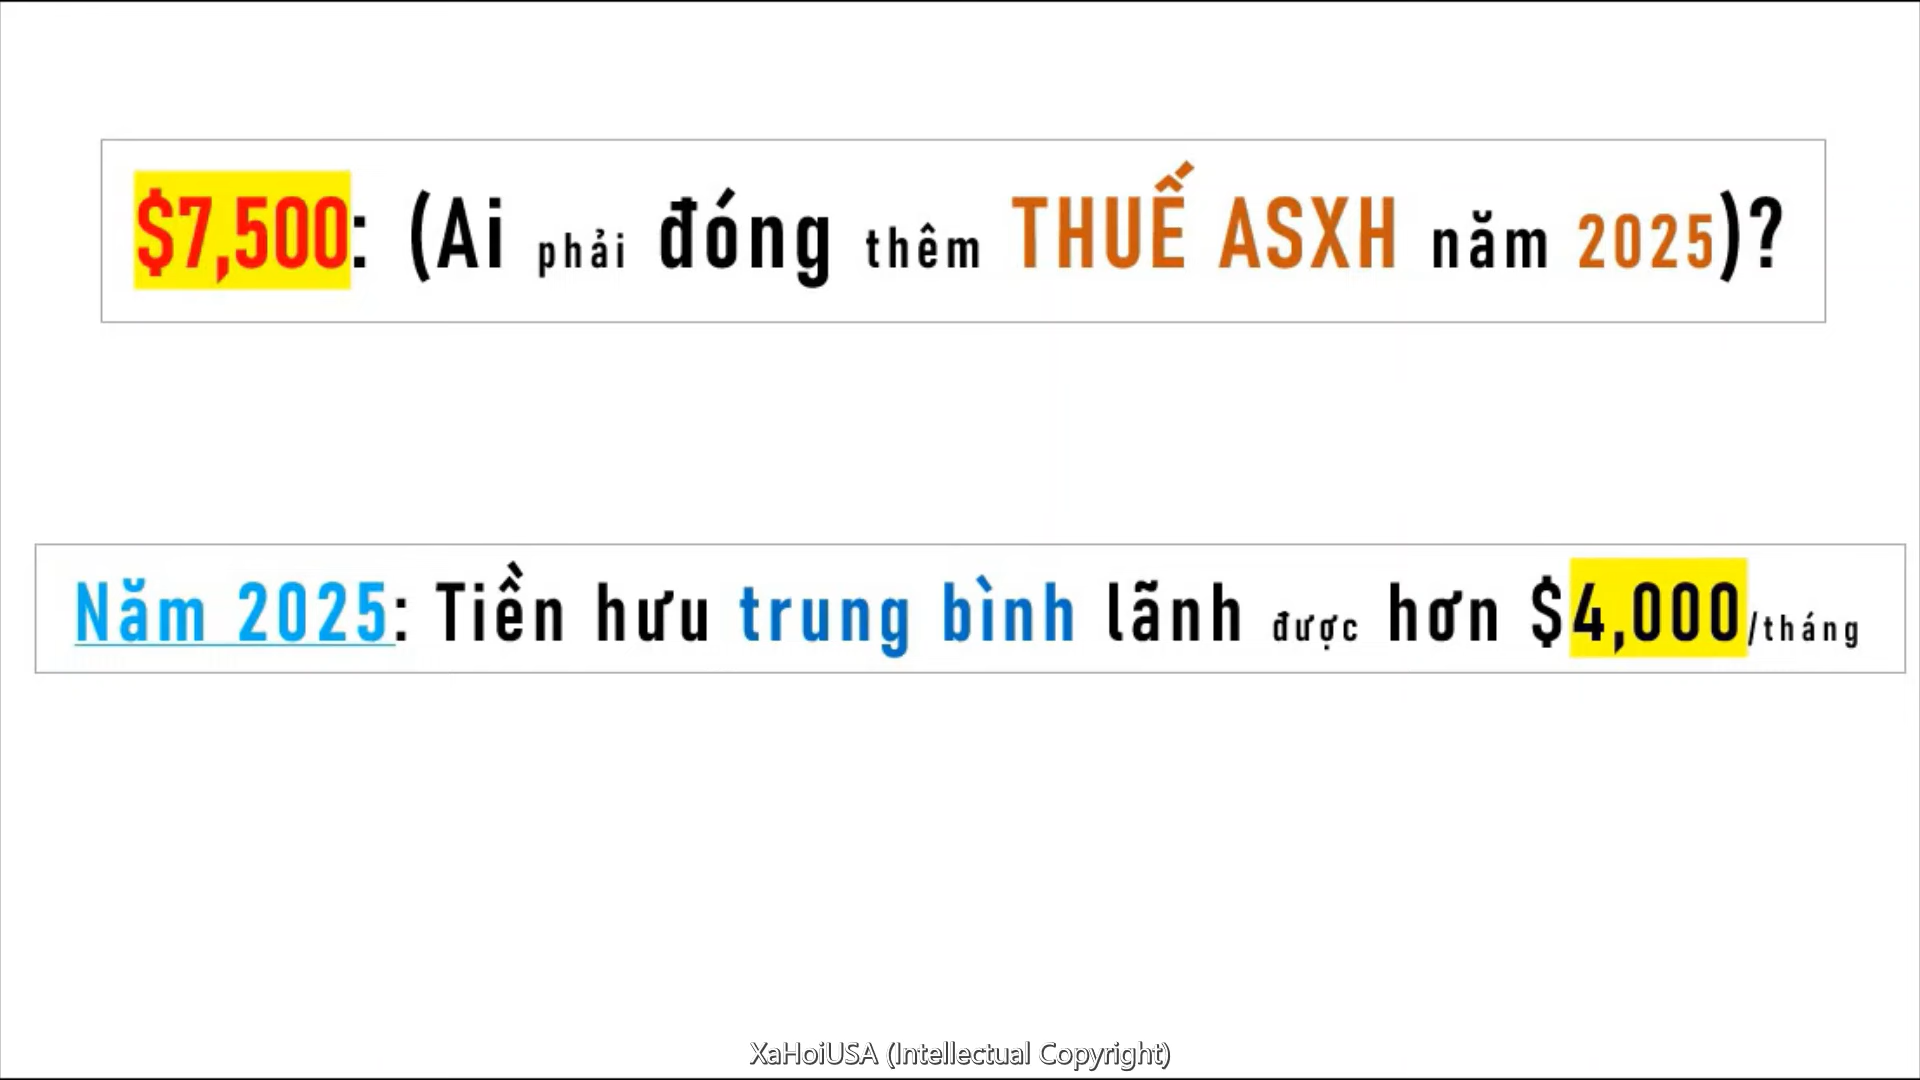 $7,500: (Ai phải đóng thêm THUẾ ASXH năm 2025)?
Năm 2025: Tiền hưu trung bình lãnh được hơn $4,000/tháng
XaHoiUSA (Intellectual Copyright)